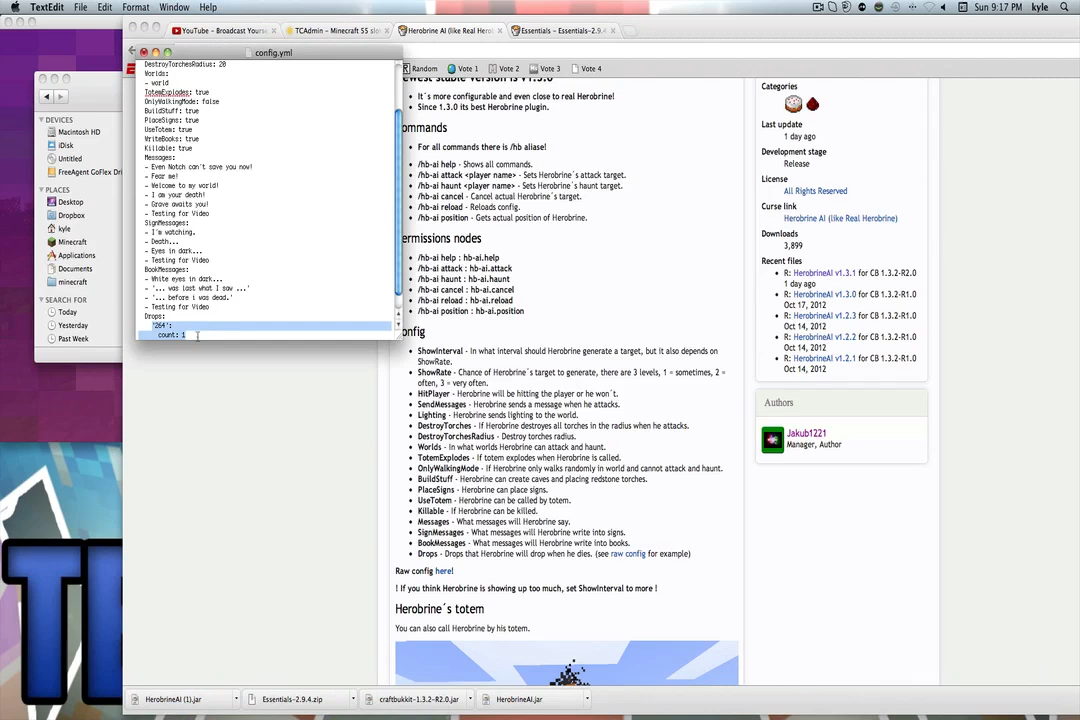 TextEdit File Edit Format Window Help
Sun 9:17 PM kyle
YouTube - Broadcast Yourse
TCAdmin - Minecraft 55 slot
Herobrine AI (like Real Hero
Essentials - Essentials-2.9.4
config.yml
Random Vote 1 Vote 2 Vote 3 Vote 4
DestroyTorchesRadius: 20
Worlds:
- world
TotemExplodes: true
OnlyWalkingMode: false
BuildStuff: true
PlaceSigns: true
UseTotem: true
WriteBooks: true
Killable: true
Messages:
- Even Notch can't save you now!
- Fear me!
- Welcome to my world!
- I am your death!
- Grave awaits you!
- Testing for Video
SignMessages:
- I'm watching.
- Death...
- Eyes in dark...
- Testing for Video
BookMessages:
- White eyes in dark...
- '... was last what I saw ...'
- '... before i was dead.'
- Testing for Video
Drops:
'264':
count: 1
DEVICES
Macintosh HD
iDisk
Untitled
FreeAgent GoFlex Dri
PLACES
Desktop
Dropbox
kyle
Minecraft
Applications
Documents
minecraft
SEARCH FOR
Today
Yesterday
Past Week
ewest stable version is v1.3.0
It´s more configurable and even close to real Herobrine!
Since 1.3.0 its best Herobrine plugin.
ommands
For all commands there is /hb aliase!
/hb-ai help - Shows all commands.
/hb-ai attack <player name> - Sets Herobrine´s attack target.
/hb-ai haunt <player name> - Sets Herobrine´s haunt target.
/hb-ai cancel - Cancel actual Herobrine´s target.
/hb-ai reload - Reloads config.
/hb-ai position - Gets actual position of Herobrine.
ermissions nodes
/hb-ai help : hb-ai.help
/hb-ai attack : hb-ai.attack
/hb-ai haunt : hb-ai.haunt
/hb-ai cancel : hb-ai.cancel
/hb-ai reload : hb-ai.reload
/hb-ai position : hb-ai.position
onfig
ShowInterval - In what interval should Herobrine generate a target, but it also depends on
ShowRate.
ShowRate - Chance of Herobrine´s target to generate, there are 3 levels, 1 = sometimes, 2 =
often, 3 = very often.
HitPlayer - Herobrine will be hitting the player or he won´t.
SendMessages - Herobrine sends a message when he attacks.
Lighting - Herobrine sends lighting to the world.
DestroyTorches - If Herobrine destroyes all torches in the radius when he attacks.
DestroyTorchesRadius - Destroy torches radius.
Worlds - In what worlds Herobrine can attack and haunt.
TotemExplodes - If totem explodes when Herobrine is called.
OnlyWalkingMode - If Herobrine only walks randomly in world and cannot attack and haunt.
BuildStuff - Herobrine can create caves and placing redstone torches.
PlaceSigns - Herobrine can place signs.
UseTotem - Herobrine can be called by totem.
Killable - If Herobrine can be killed.
Messages - What messages will Herobrine say.
SignMessages - What messages will Herobrine write into signs.
BookMessages - What messages will Herobrine write into books.
Drops - Drops that Herobrine will drop when he dies. (see raw config for example)
Raw config here!
! If you think Herobrine is showing up too much, set ShowInterval to more !
Herobrine´s totem
You can also call Herobrine by his totem.
Categories
Last update
1 day ago
Development stage
Release
License
All Rights Reserved
Curse link
Herobrine AI (like Real Herobrine)
Downloads
3,899
Recent files
R: HerobrineAI v1.3.1 for CB 1.3.2-R2.0
1 day ago
R: HerobrineAI v1.3.0 for CB 1.3.2-R1.0
Oct 17, 2012
R: HerobrineAI v1.2.3 for CB 1.3.2-R1.0
Oct 14, 2012
R: HerobrineAI v1.2.2 for CB 1.3.2-R1.0
Oct 14, 2012
R: HerobrineAI v1.2.1 for CB 1.3.2-R1.0
Oct 14, 2012
Authors
Jakub1221
Manager, Author
HerobrineAI (1).jar
Essentials-2.9.4.zip
craftbukkit-1.3.2-R2.0.jar
HerobrineAI.jar